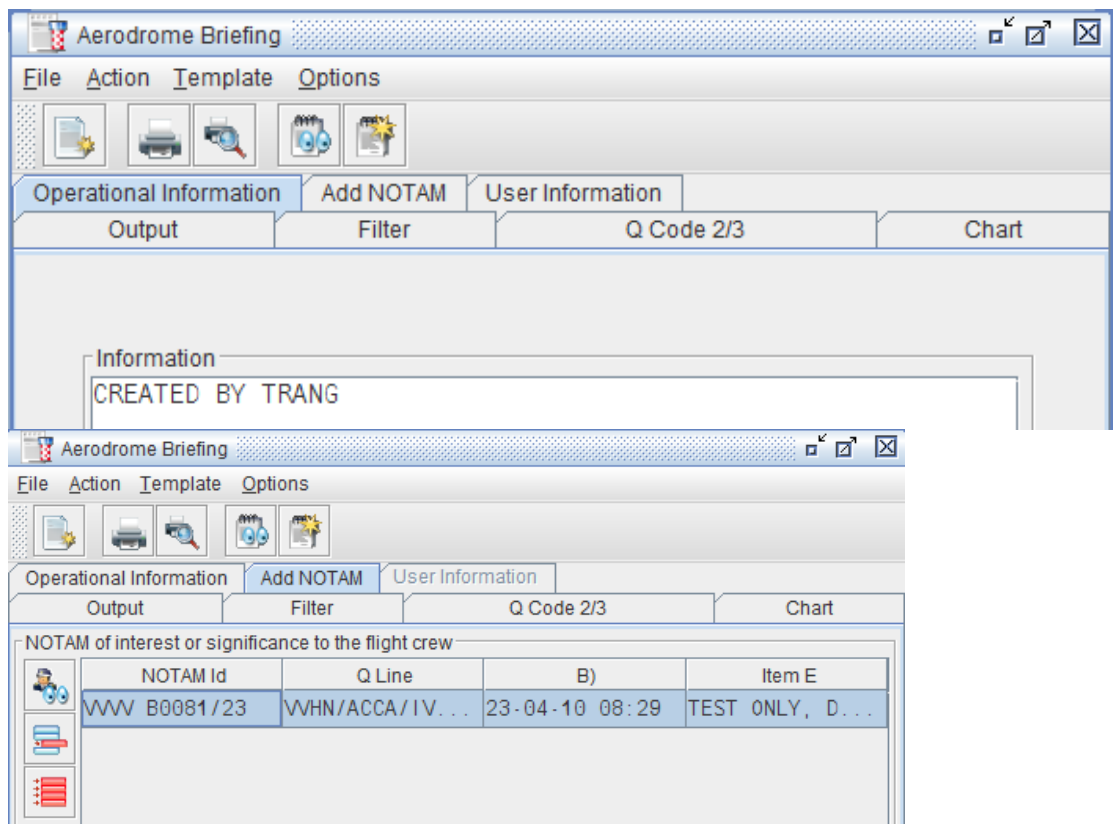 Aerodrome Briefing
File Action Template Options
Operational Information Add NOTAM User Information
Output Filter Q Code 2/3 Chart
Information
CREATED BY TRANG
Aerodrome Briefing
File Action Template Options
Operational Information Add NOTAM User Information
Output Filter Q Code 2/3 Chart
NOTAM of interest or significance to the flight crew
NOTAM Id Q Line B) Item E
VVVV B0081/23 VVHN/ACCA/IV... 23-04-10 08:29 TEST ONLY, D...